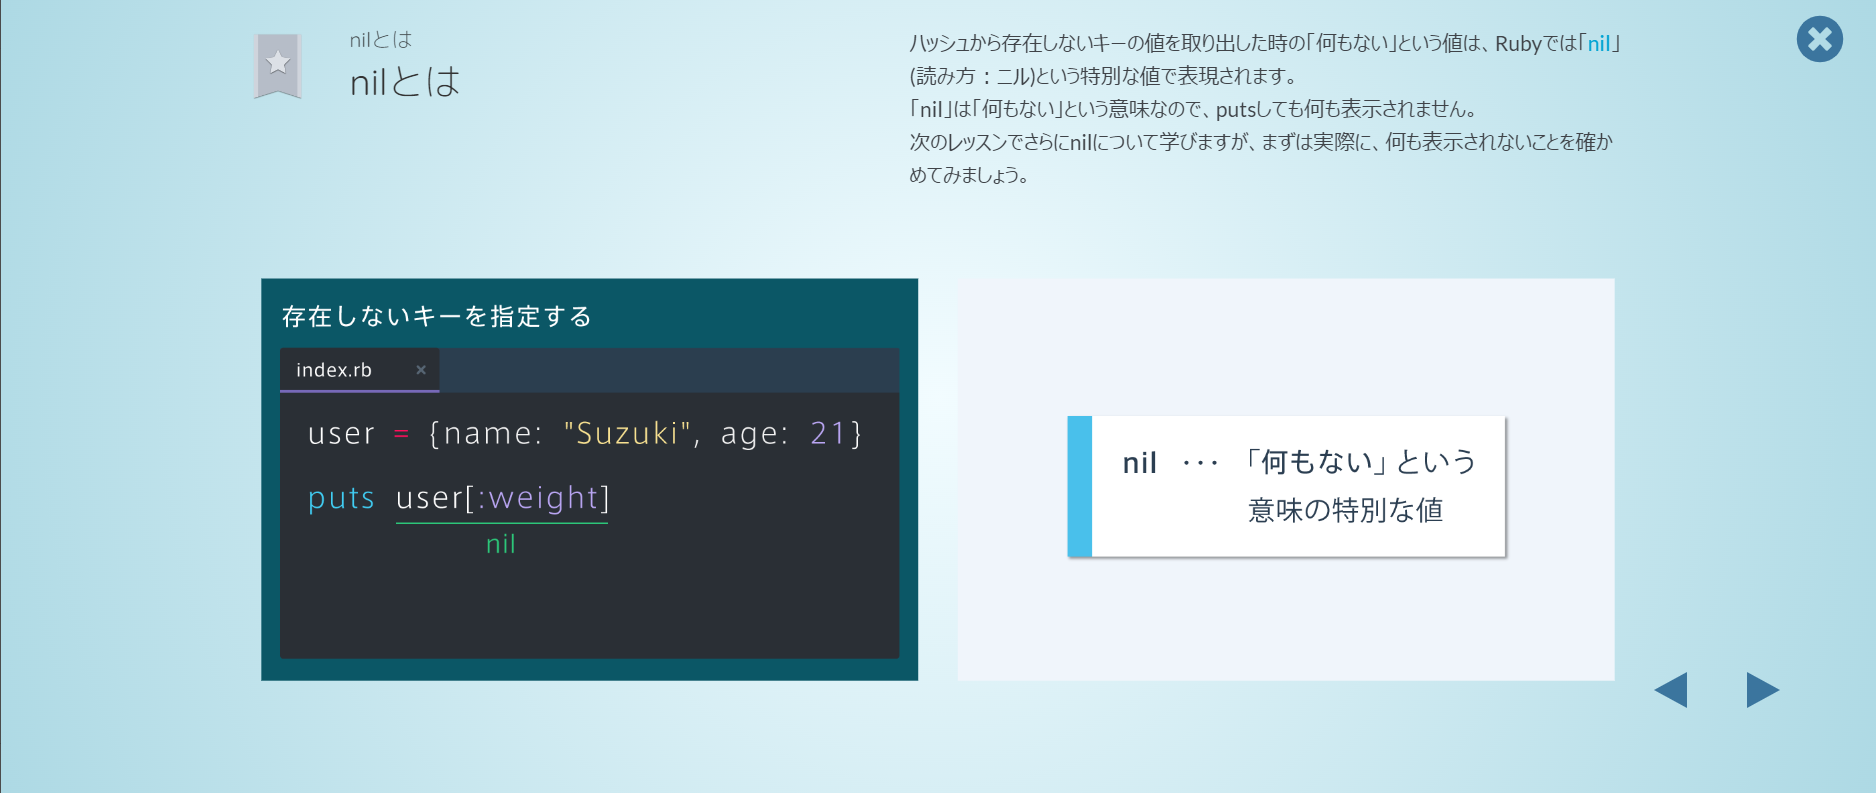 nilとは
nilとは
ハッシュから存在しないキーの値を取り出した時の「何もない」という値は、Rubyでは「nil」
(読み方：ニル)という特別な値で表現されます。
「nil」は「何もない」という意味なので、putsしても何も表示されません。
次のレッスンでさらにnilについて学びますが、まずは実際に、何も表示されないことを確か
めてみましょう。
存在しないキーを指定する
index.rb ×
user = {name: "Suzuki", age: 21}
puts user[:weight]
nil
nil ･･･ 「何もない」という
意味の特別な値